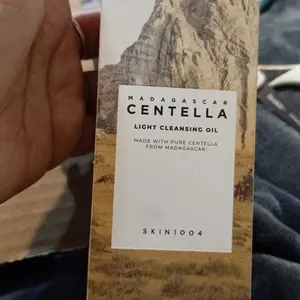 MADAGASCAR
CENTELLA
LIGHT CLEANSING OIL
MADE WITH PURE CENTELLA
FROM MADAGASCAR
SKIN1004